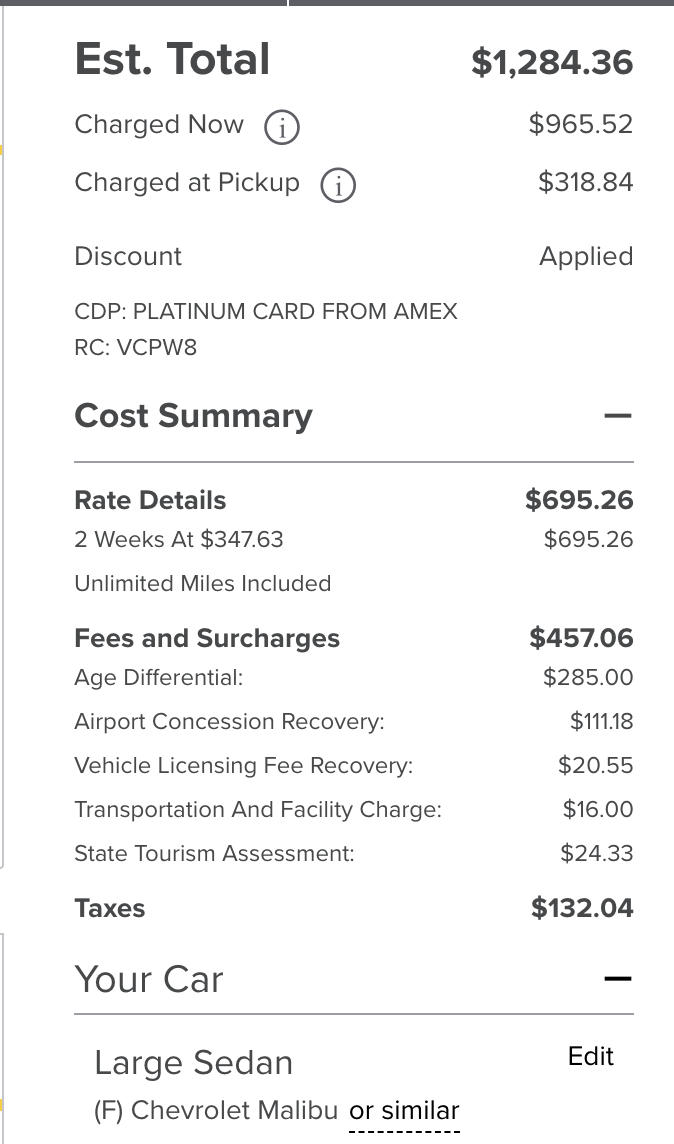 Est. Total $1,284.36
Charged Now i $965.52
Charged at Pickup i $318.84
Discount Applied
CDP: PLATINUM CARD FROM AMEX
RC: VCPW8
Cost Summary —
Rate Details $695.26
2 Weeks At $347.63 $695.26
Unlimited Miles Included
Fees and Surcharges $457.06
Age Differential: $285.00
Airport Concession Recovery: $111.18
Vehicle Licensing Fee Recovery: $20.55
Transportation And Facility Charge: $16.00
State Tourism Assessment: $24.33
Taxes $132.04
Your Car —
Large Sedan Edit
(F) Chevrolet Malibu or similar